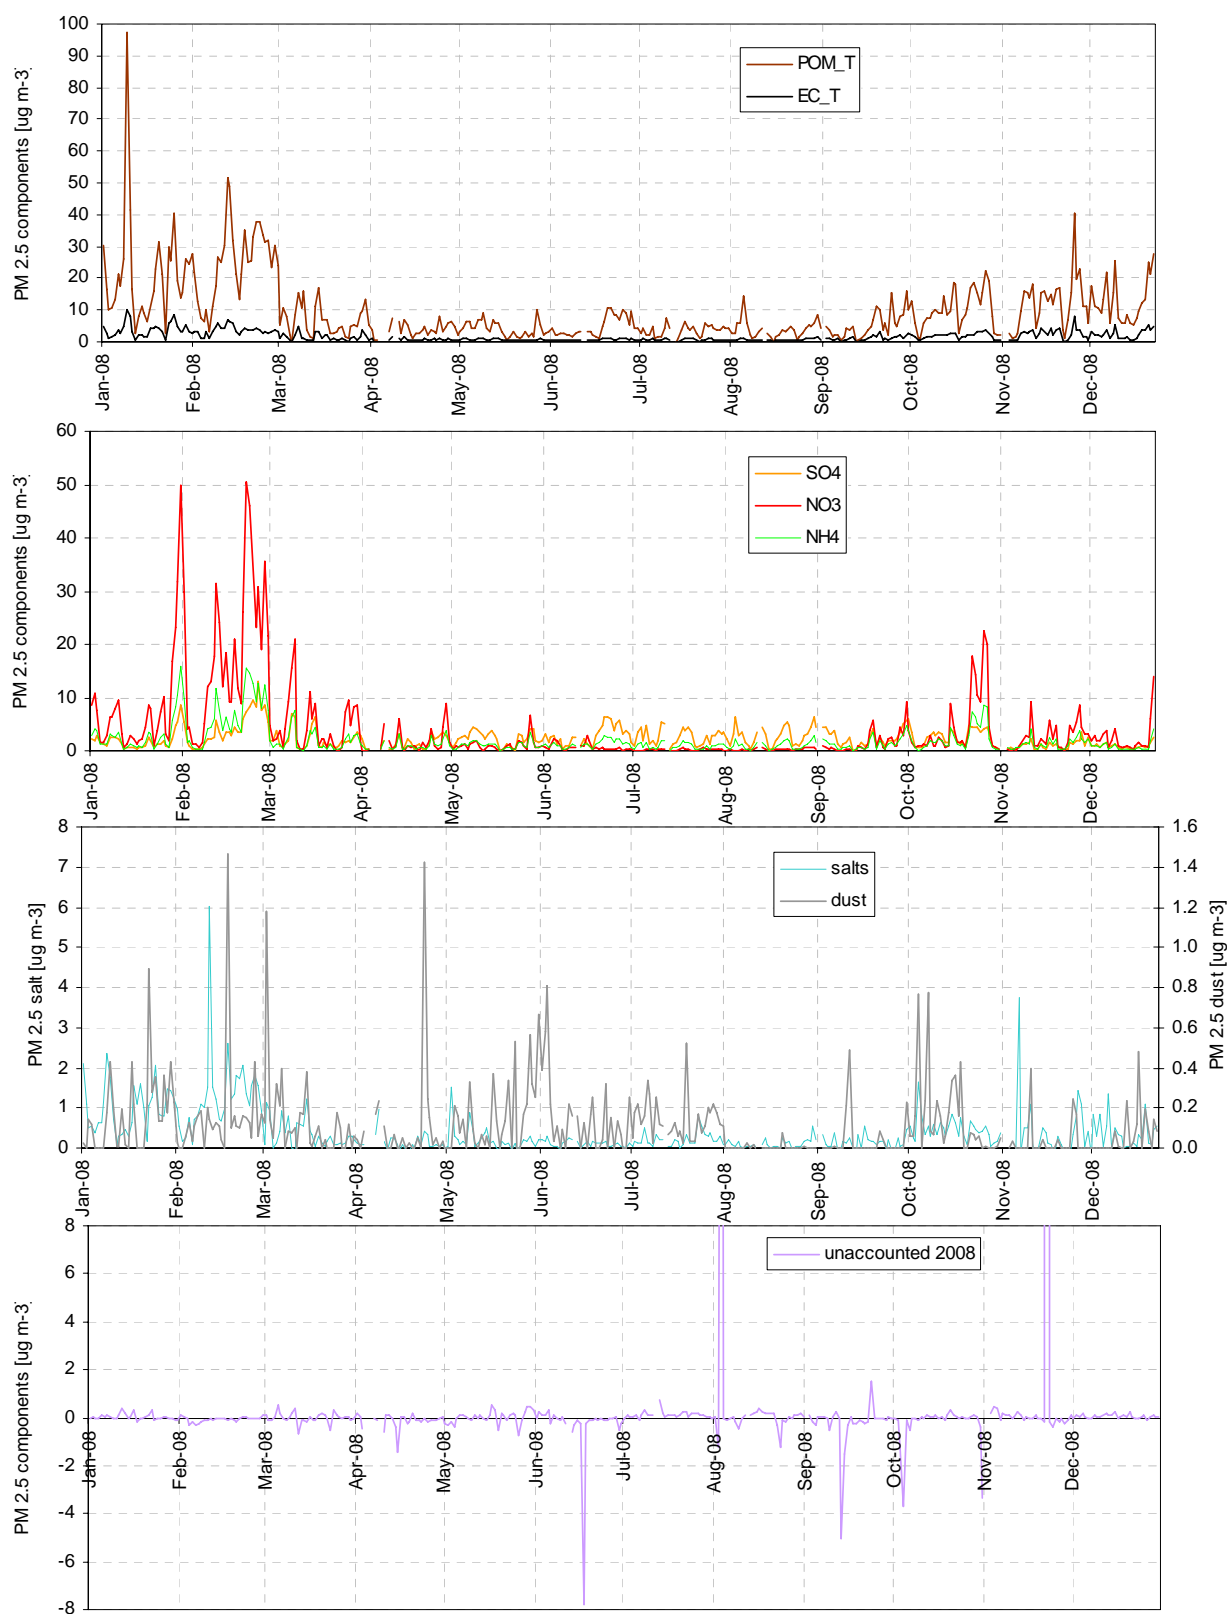 PM 2.5 components [ug m-3]
100
90
80
70
60
50
40
30
20
10
0
POM_T
EC_T
Jan-08
Feb-08
Mar-08
Apr-08
May-08
Jun-08
Jul-08
Aug-08
Sep-08
Oct-08
Nov-08
Dec-08
PM 2.5 components [ug m-3]
60
50
40
30
20
10
0
SO4
NO3
NH4
Jan-08
Feb-08
Mar-08
Apr-08
May-08
Jun-08
Jul-08
Aug-08
Sep-08
Oct-08
Nov-08
Dec-08
PM 2.5 salt [ug m-3]
8
7
6
5
4
3
2
1
0
salts
dust
1.6
1.4
1.2
1.0
0.8
0.6
0.4
0.2
0.0
PM 2.5 dust [ug m-3]
Jan-08
Feb-08
Mar-08
Apr-08
May-08
Jun-08
Jul-08
Aug-08
Sep-08
Oct-08
Nov-08
Dec-08
PM 2.5 components [ug m-3]
8
6
4
2
0
-2
-4
-6
-8
unaccounted 2008
Jan-08
Feb-08
Mar-08
Apr-08
May-08
Jun-08
Jul-08
Aug-08
Sep-08
Oct-08
Nov-08
Dec-08